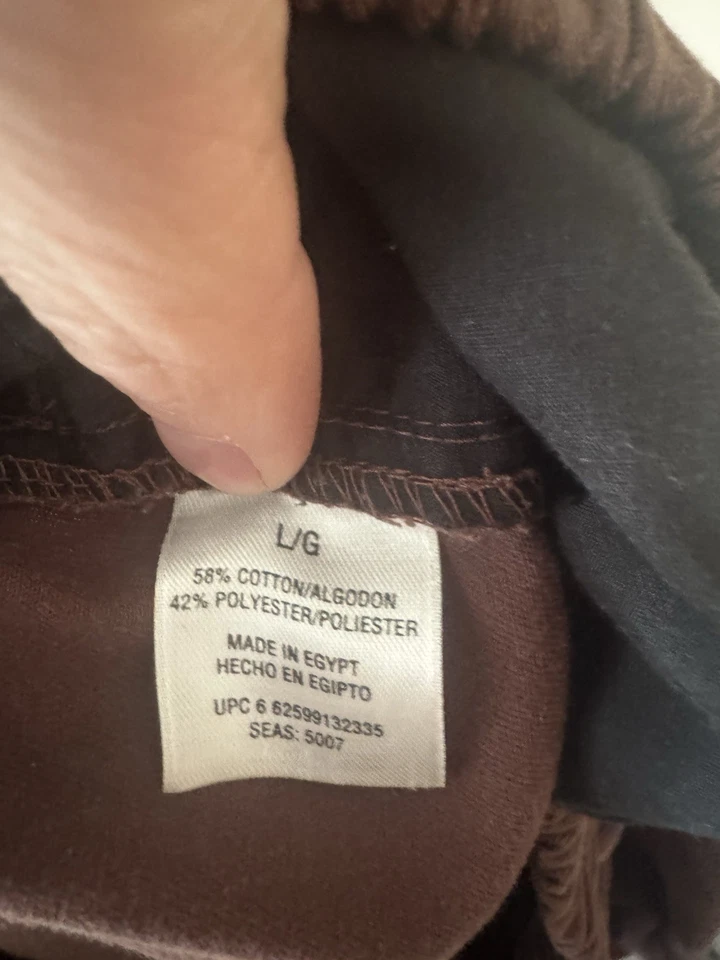 L/G
58% COTTON/ALGODON
42% POLYESTER/POLIESTER
MADE IN EGYPT
HECHO EN EGIPTO
UPC 6 62599132335
SEAS: 5007